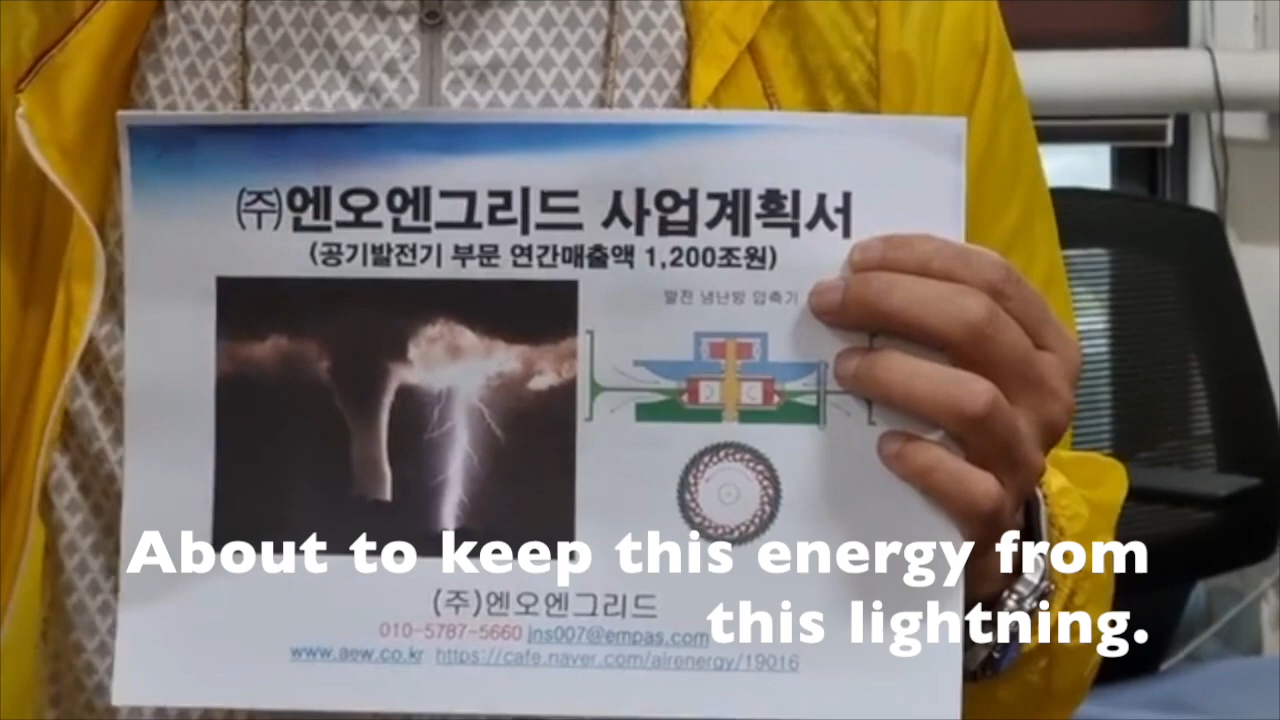 ㈜엔오엔그리드 사업계획서
(공기발전기 부문 연간매출액 1,200조원)
발전 냉난방 압축기
About to keep this energy from
this lightning.
(주)엔오엔그리드
010-5787-5660 jns007@empas.com
www.aew.co.kr https://cafe.naver.com/airenergy/19016